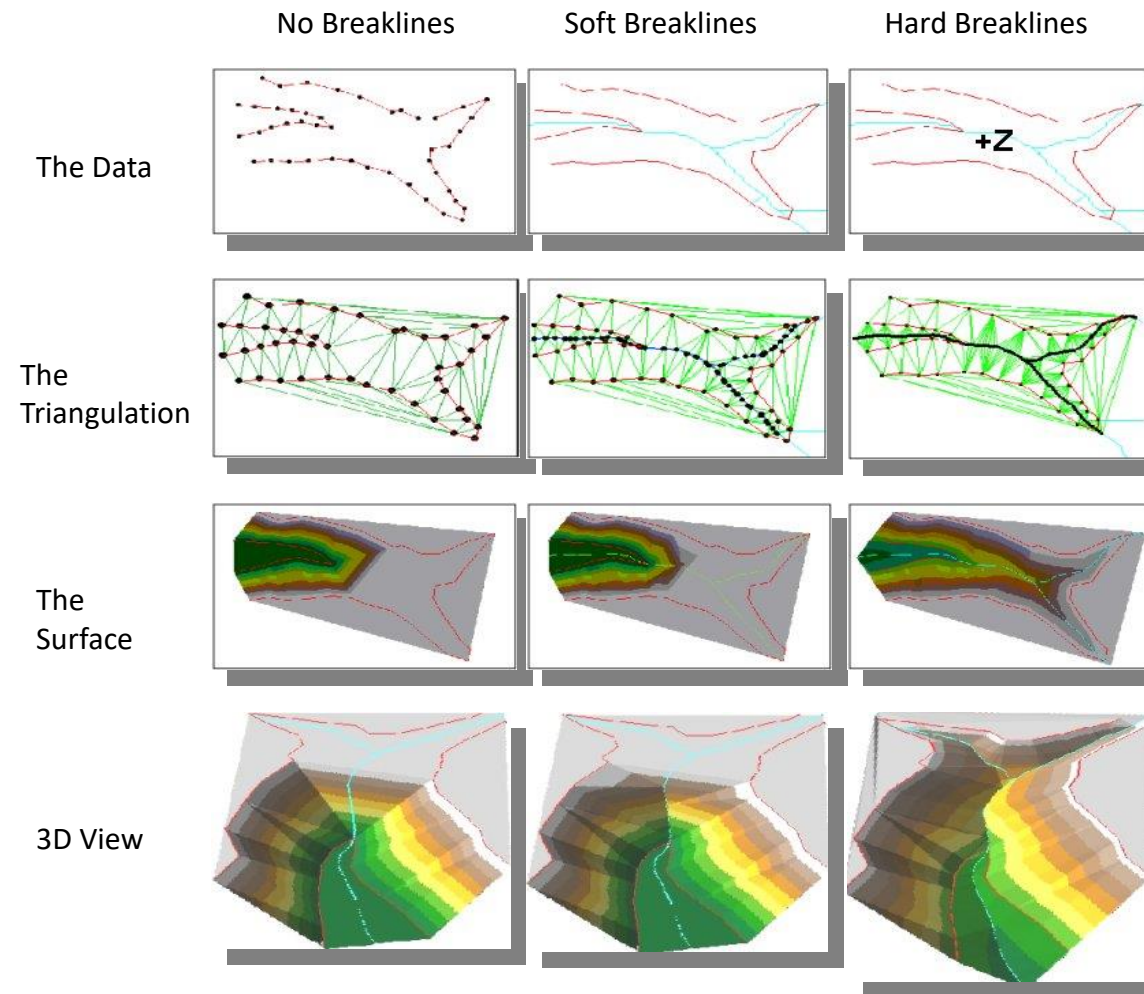 No Breaklines Soft Breaklines Hard Breaklines
The Data
+Z
The
Triangulation
The
Surface
3D View